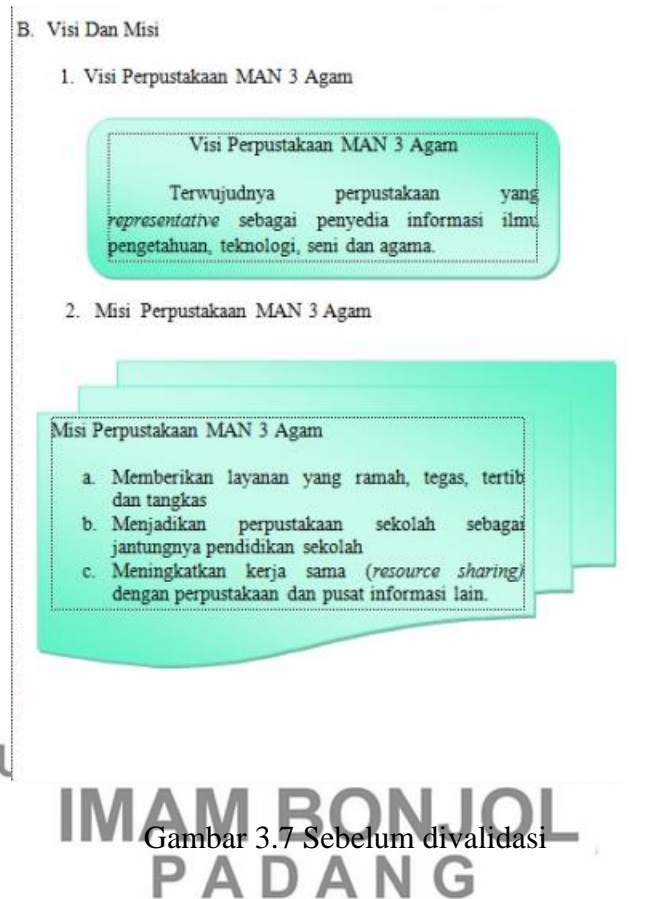 B. Visi Dan Misi
1. Visi Perpustakaan MAN 3 Agam
Visi Perpustakaan MAN 3 Agam
Terwujudnya perpustakaan yang
representative sebagai penyedia informasi ilmu
pengetahuan, teknologi, seni dan agama.
2. Misi Perpustakaan MAN 3 Agam
Misi Perpustakaan MAN 3 Agam
a. Memberikan layanan yang ramah, tegas, tertib
dan tangkas
b. Menjadikan perpustakaan sekolah sebagai
jantungnya pendidikan sekolah
c. Meningkatkan kerja sama (resource sharing)
dengan perpustakaan dan pusat informasi lain.
IMAM BONJOL
Gambar 3.7 Sebelum divalidasi
PADANG